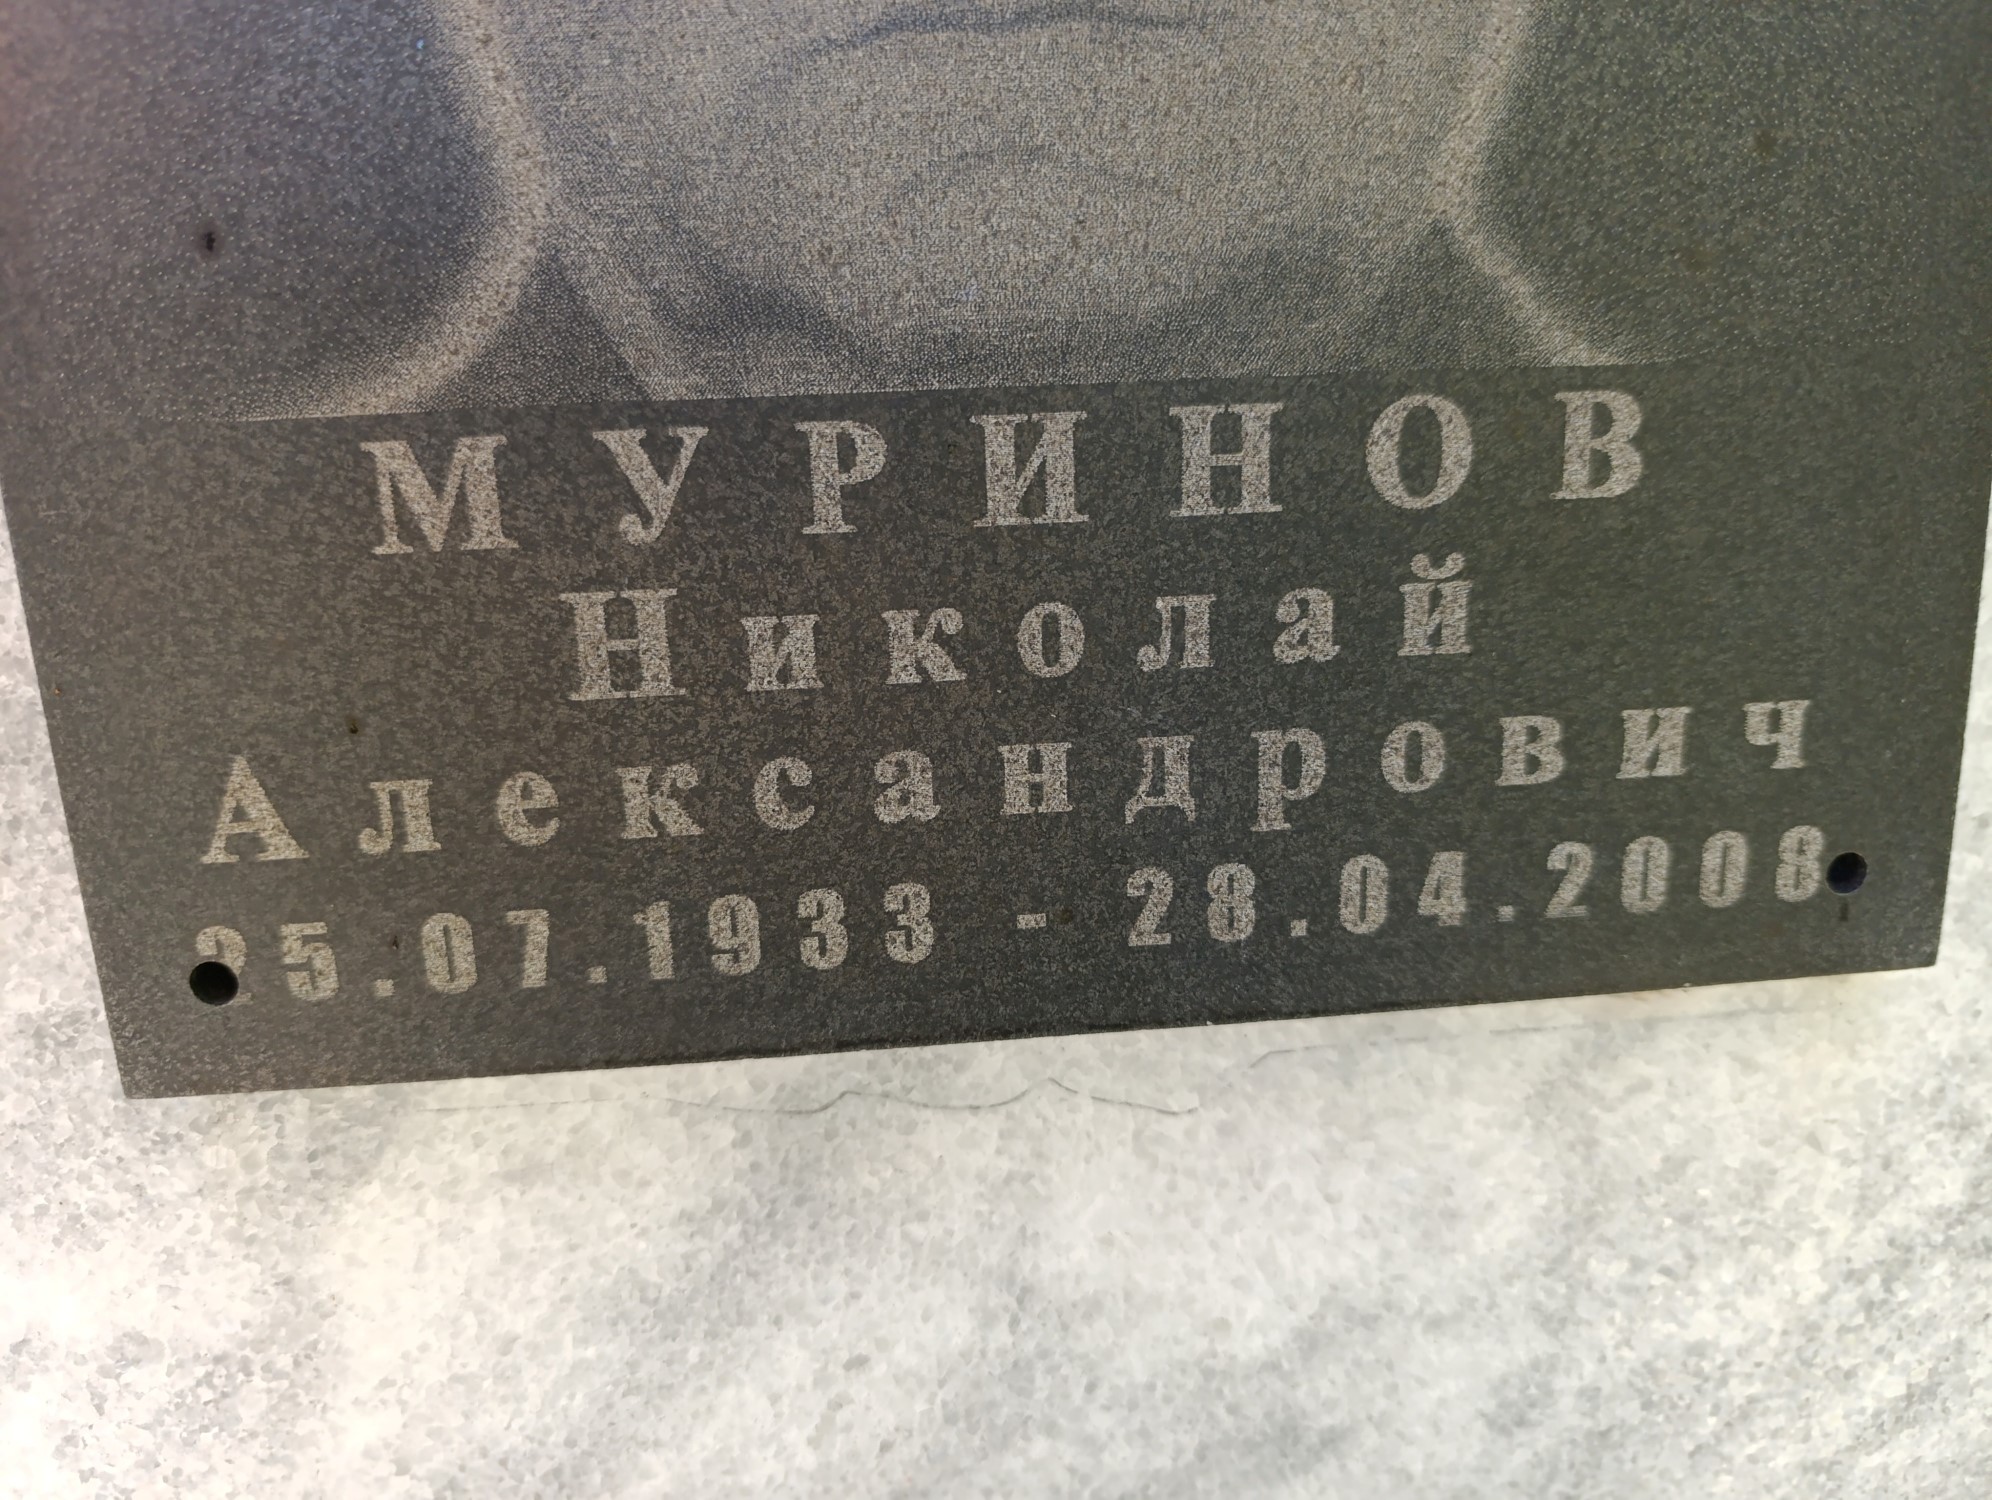 МУРИНОВ
Николай
Александрович
25.07.1933 - 28.04.2008